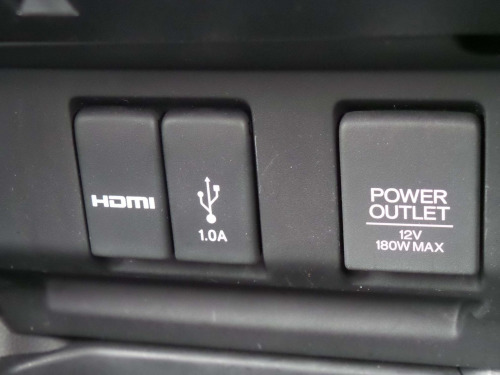 HDMI
1.0A
POWER
OUTLET
12V
180W MAX